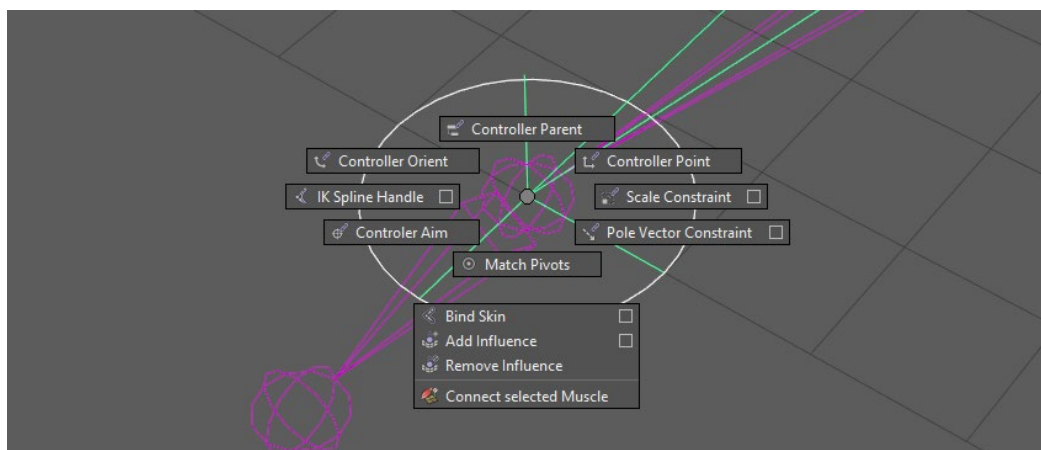 Controller Parent
Controller Orient
Controller Point
IK Spline Handle
Scale Constraint
Controler Aim
Pole Vector Constraint
Match Pivots
Bind Skin
Add Influence
Remove Influence
Connect selected Muscle